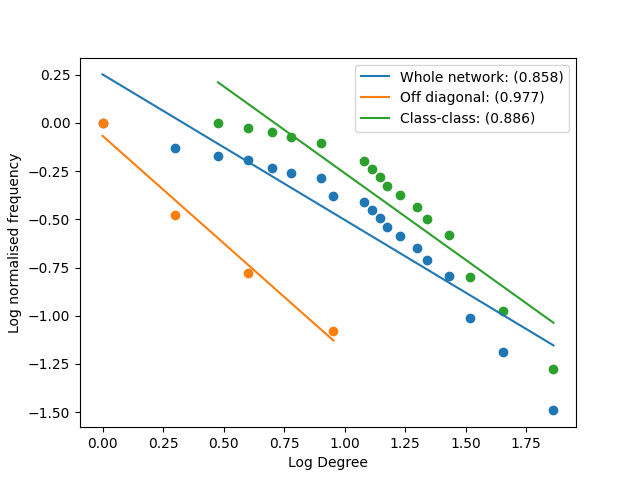 Whole network: (0.858)
Off diagonal: (0.977)
Class-class: (0.886)
0.25
0.00
−0.25
−0.50
−0.75
−1.00
−1.25
−1.50
Log normalised frequency
0.00 0.25 0.50 0.75 1.00 1.25 1.50 1.75
Log Degree